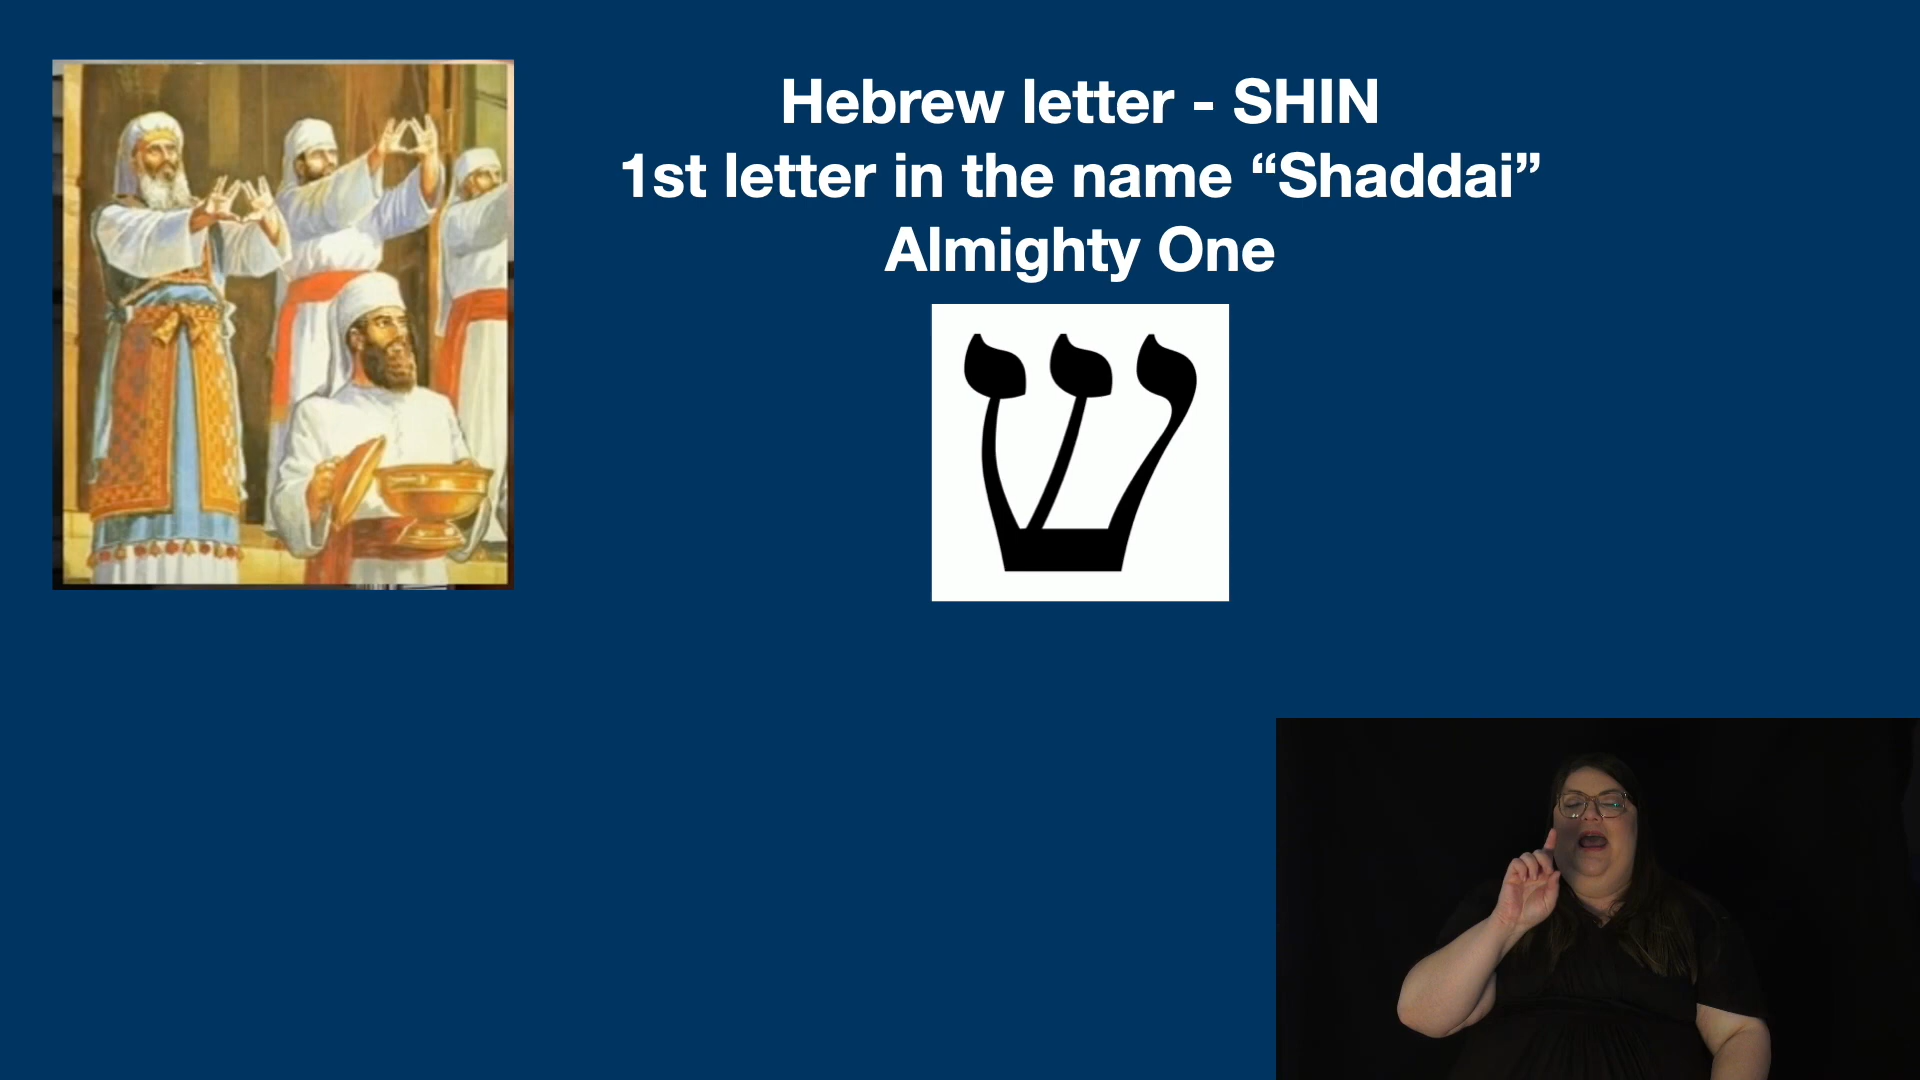 Hebrew letter - SHIN
1st letter in the name “Shaddai”
Almighty One
ש